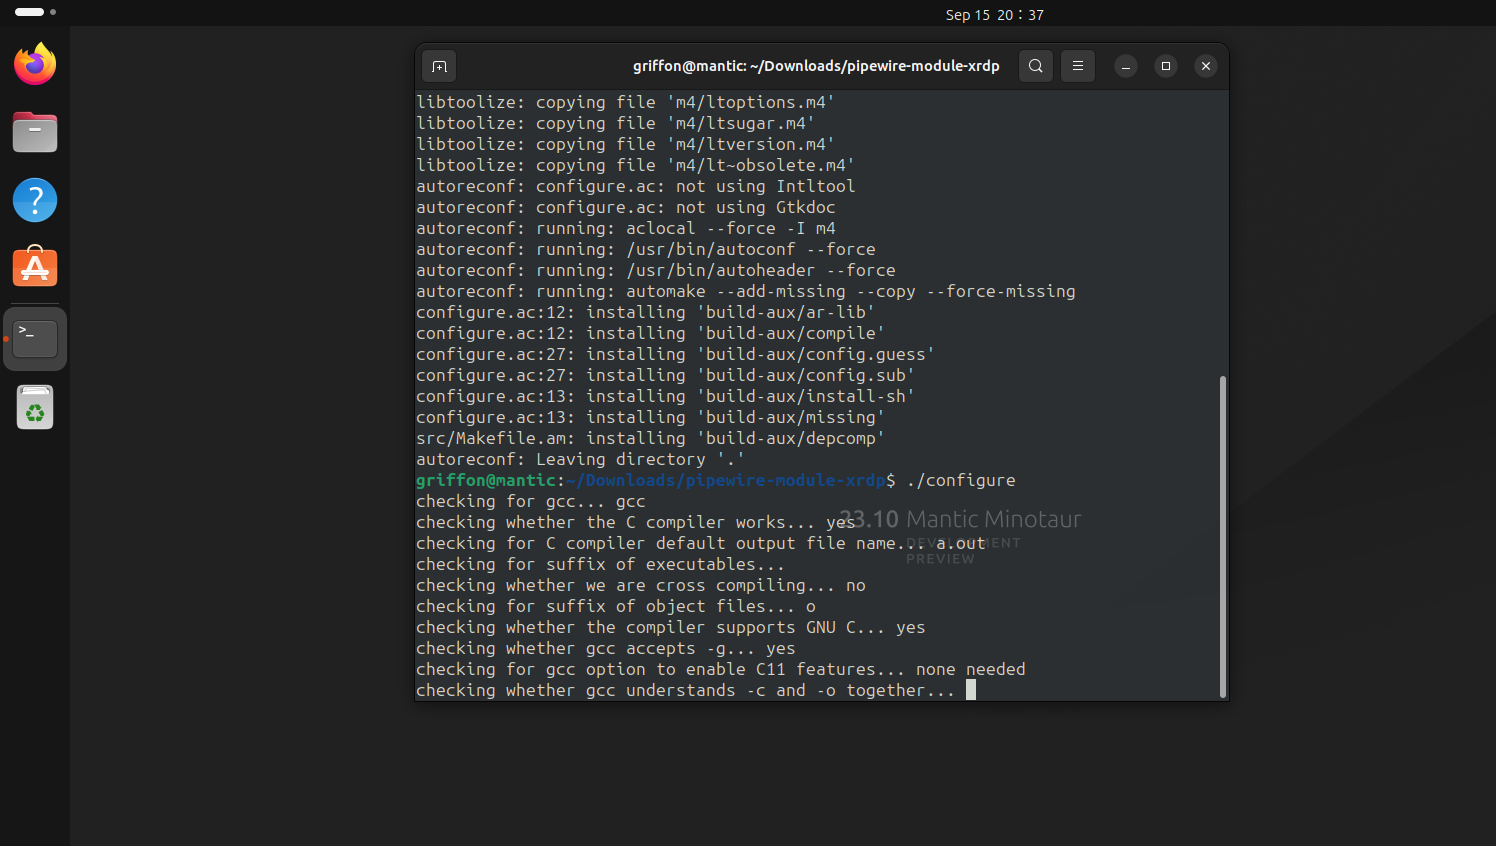 Sep 15 20:37
griffon@mantic: ~/Downloads/pipewire-module-xrdp
libtoolize: copying file 'm4/ltoptions.m4'
libtoolize: copying file 'm4/ltsugar.m4'
libtoolize: copying file 'm4/ltversion.m4'
libtoolize: copying file 'm4/lt~obsolete.m4'
autoreconf: configure.ac: not using Intltool
autoreconf: configure.ac: not using Gtkdoc
autoreconf: running: aclocal --force -I m4
autoreconf: running: /usr/bin/autoconf --force
autoreconf: running: /usr/bin/autoheader --force
autoreconf: running: automake --add-missing --copy --force-missing
configure.ac:12: installing 'build-aux/ar-lib'
configure.ac:12: installing 'build-aux/compile'
configure.ac:27: installing 'build-aux/config.guess'
configure.ac:27: installing 'build-aux/config.sub'
configure.ac:13: installing 'build-aux/install-sh'
configure.ac:13: installing 'build-aux/missing'
src/Makefile.am: installing 'build-aux/depcomp'
autoreconf: Leaving directory '.'
griffon@mantic:~/Downloads/pipewire-module-xrdp$ ./configure
checking for gcc... gcc
checking whether the C compiler works... yes
checking for C compiler default output file name... a.out
checking for suffix of executables...
checking whether we are cross compiling... no
checking for suffix of object files... o
checking whether the compiler supports GNU C... yes
checking whether gcc accepts -g... yes
checking for gcc option to enable C11 features... none needed
checking whether gcc understands -c and -o together...
23.10 Mantic Minotaur
DEVELOPMENT
PREVIEW
>_
?